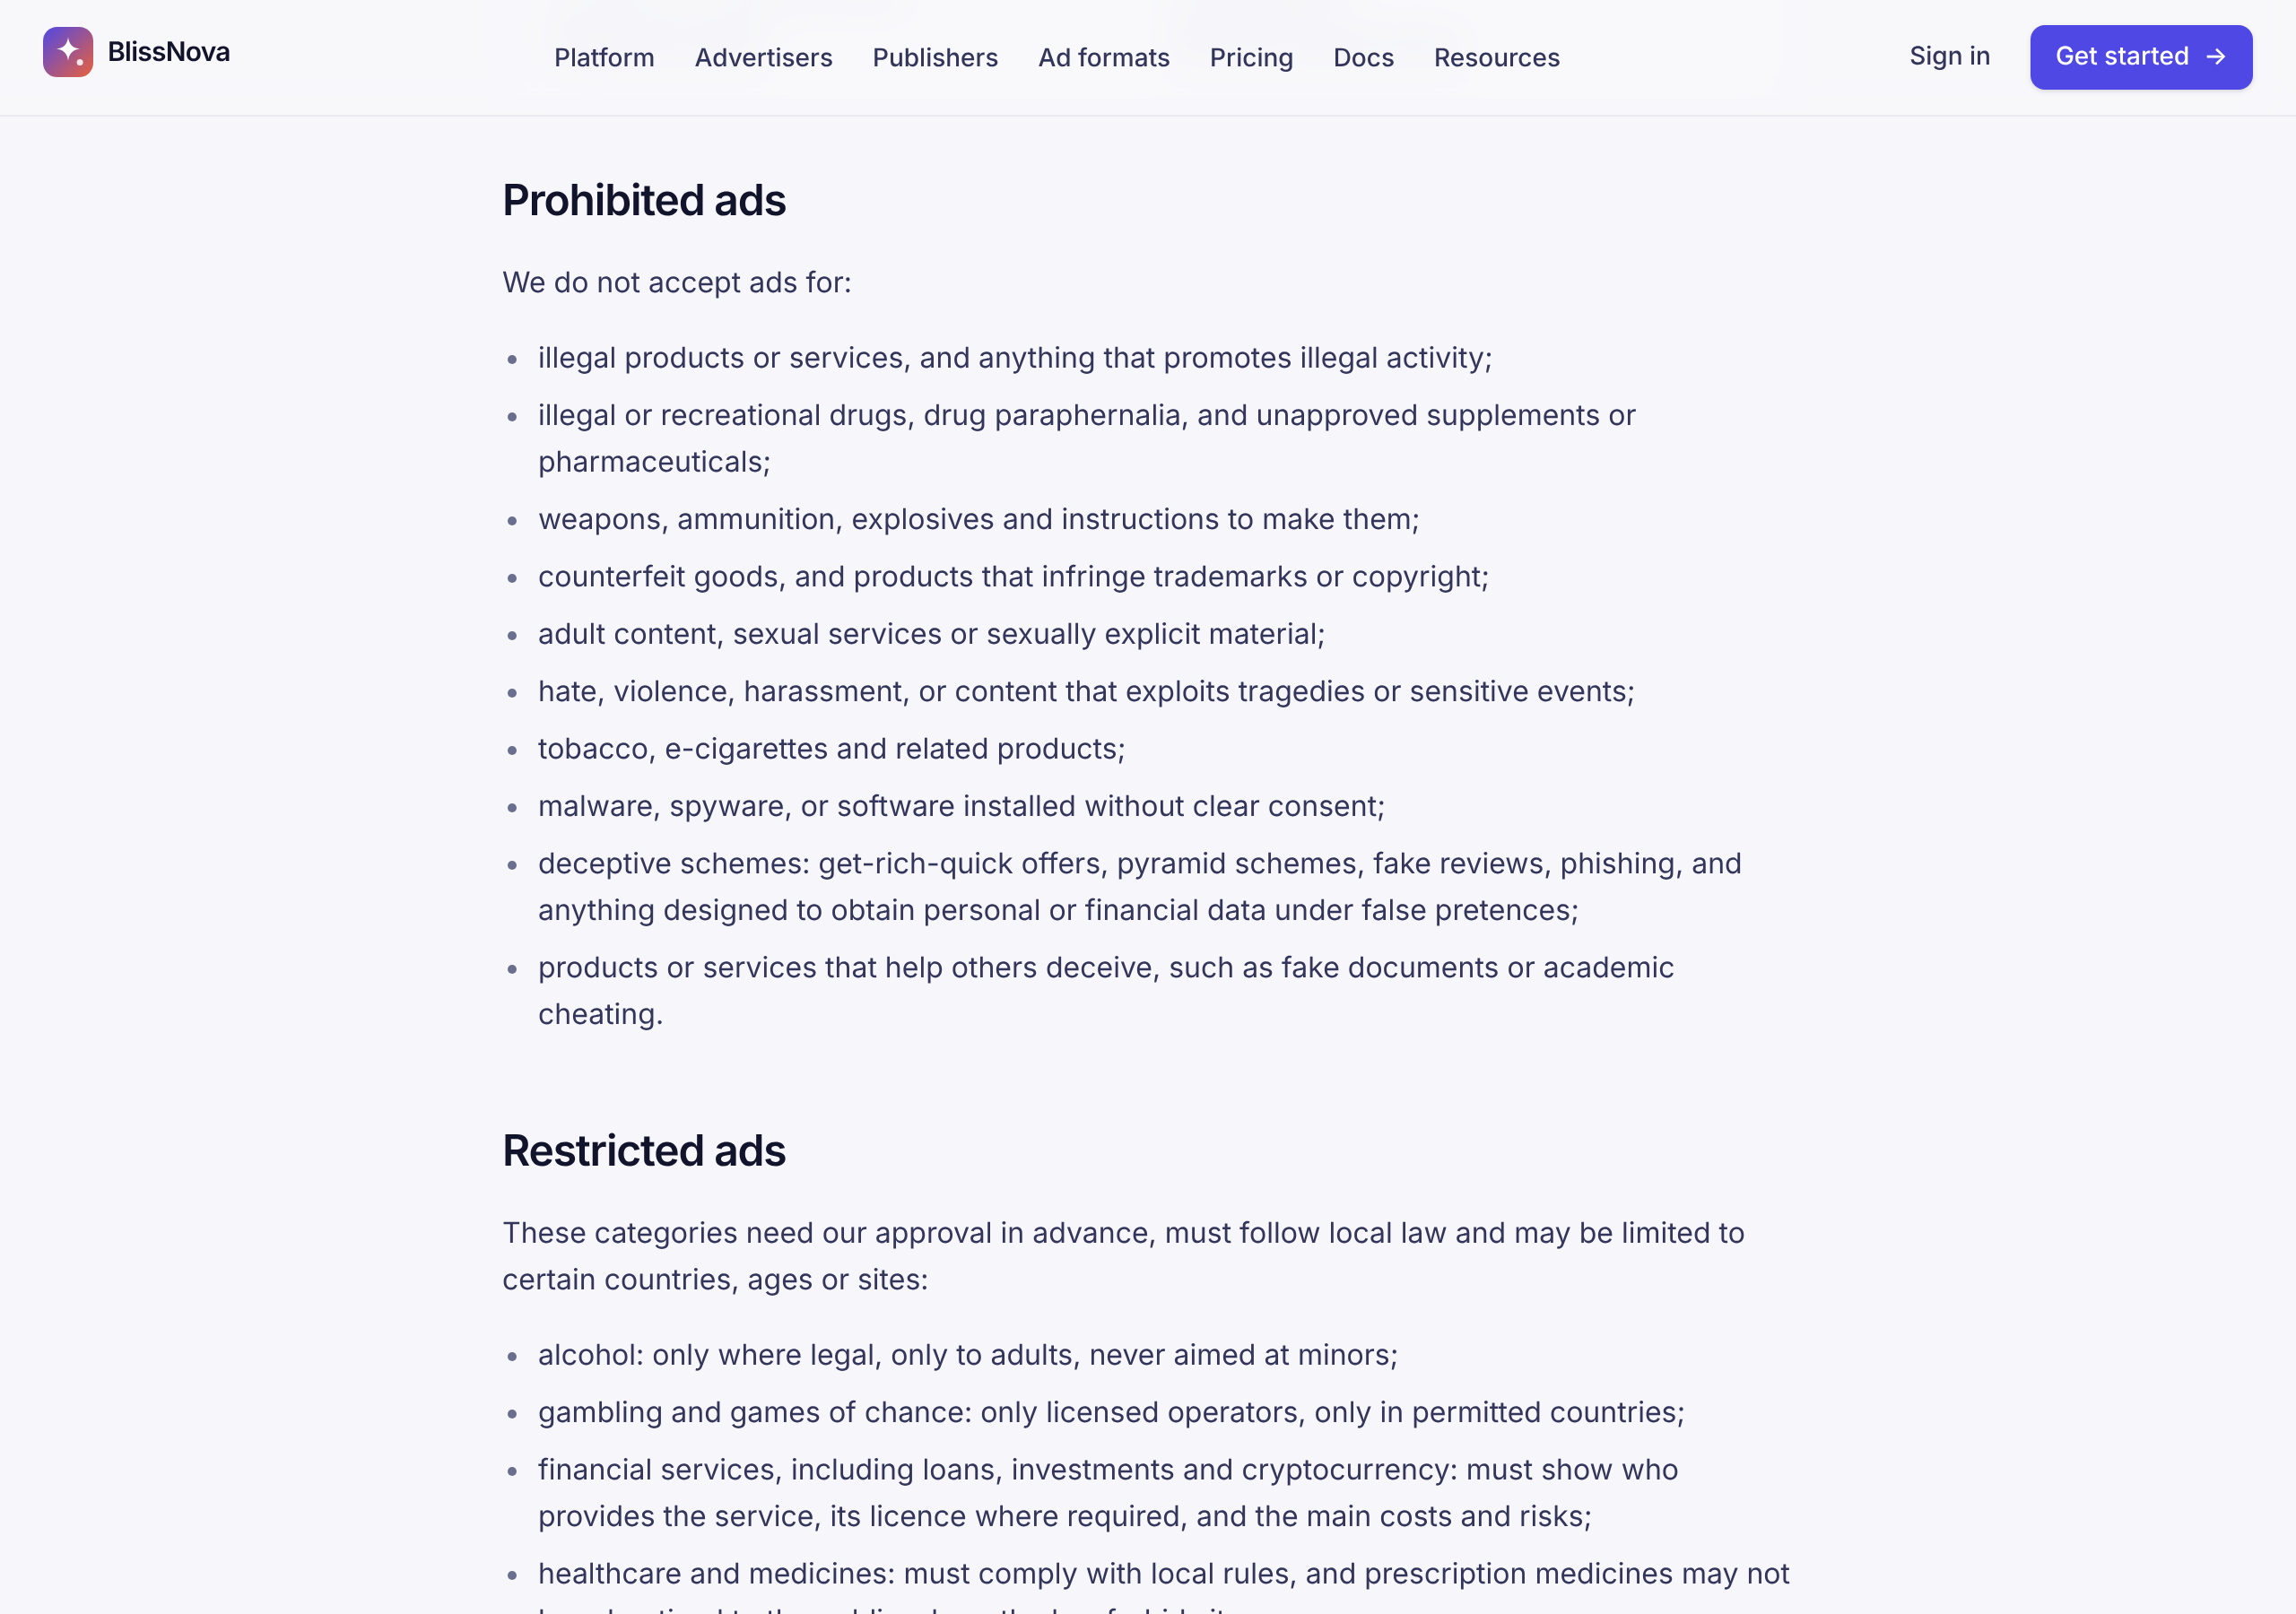 BlissNova
Platform
Advertisers
Publishers
Ad formats
Pricing
Docs
Resources
Sign in
Get started →
Prohibited ads
We do not accept ads for:
• illegal products or services, and anything that promotes illegal activity;
• illegal or recreational drugs, drug paraphernalia, and unapproved supplements or
pharmaceuticals;
• weapons, ammunition, explosives and instructions to make them;
• counterfeit goods, and products that infringe trademarks or copyright;
• adult content, sexual services or sexually explicit material;
• hate, violence, harassment, or content that exploits tragedies or sensitive events;
• tobacco, e-cigarettes and related products;
• malware, spyware, or software installed without clear consent;
• deceptive schemes: get-rich-quick offers, pyramid schemes, fake reviews, phishing, and
anything designed to obtain personal or financial data under false pretences;
• products or services that help others deceive, such as fake documents or academic
cheating.
Restricted ads
These categories need our approval in advance, must follow local law and may be limited to
certain countries, ages or sites:
• alcohol: only where legal, only to adults, never aimed at minors;
• gambling and games of chance: only licensed operators, only in permitted countries;
• financial services, including loans, investments and cryptocurrency: must show who
provides the service, its licence where required, and the main costs and risks;
• healthcare and medicines: must comply with local rules, and prescription medicines may not